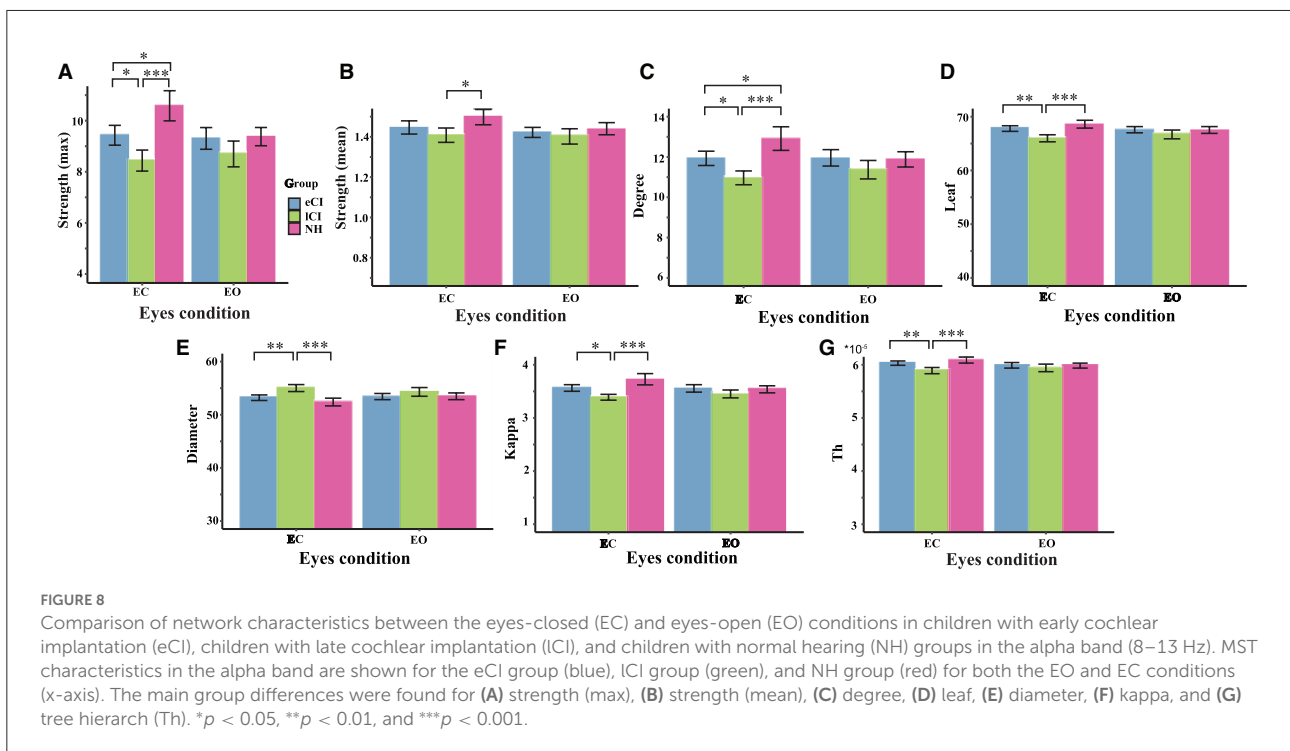 A
*
* ***
Strength (max)
10
8
6
4
EC EO
Eyes condition
Group
eCI
lCI
NH
B
*
Strength (mean)
1.4
1.2
1.0
0.8
EC EO
Eyes condition
C
*
* ***
Degree
14
12
10
8
6
EC EO
Eyes condition
D
** ***
Leaf
70
60
50
40
EC EO
Eyes condition
E
** ***
Diameter
60
50
40
30
EC EO
Eyes condition
F
* ***
Kappa
4
3
2
1
EC EO
Eyes condition
G
** ***
*10-5
Th
6
5
4
3
EC EO
Eyes condition
FIGURE 8
Comparison of network characteristics between the eyes-closed (EC) and eyes-open (EO) conditions in children with early cochlear
implantation (eCI), children with late cochlear implantation (lCI), and children with normal hearing (NH) groups in the alpha band (8–13 Hz). MST
characteristics in the alpha band are shown for the eCI group (blue), lCI group (green), and NH group (red) for both the EO and EC conditions
(x-axis). The main group differences were found for (A) strength (max), (B) strength (mean), (C) degree, (D) leaf, (E) diameter, (F) kappa, and (G)
tree hierarch (Th). *p < 0.05, **p < 0.01, and ***p < 0.001.